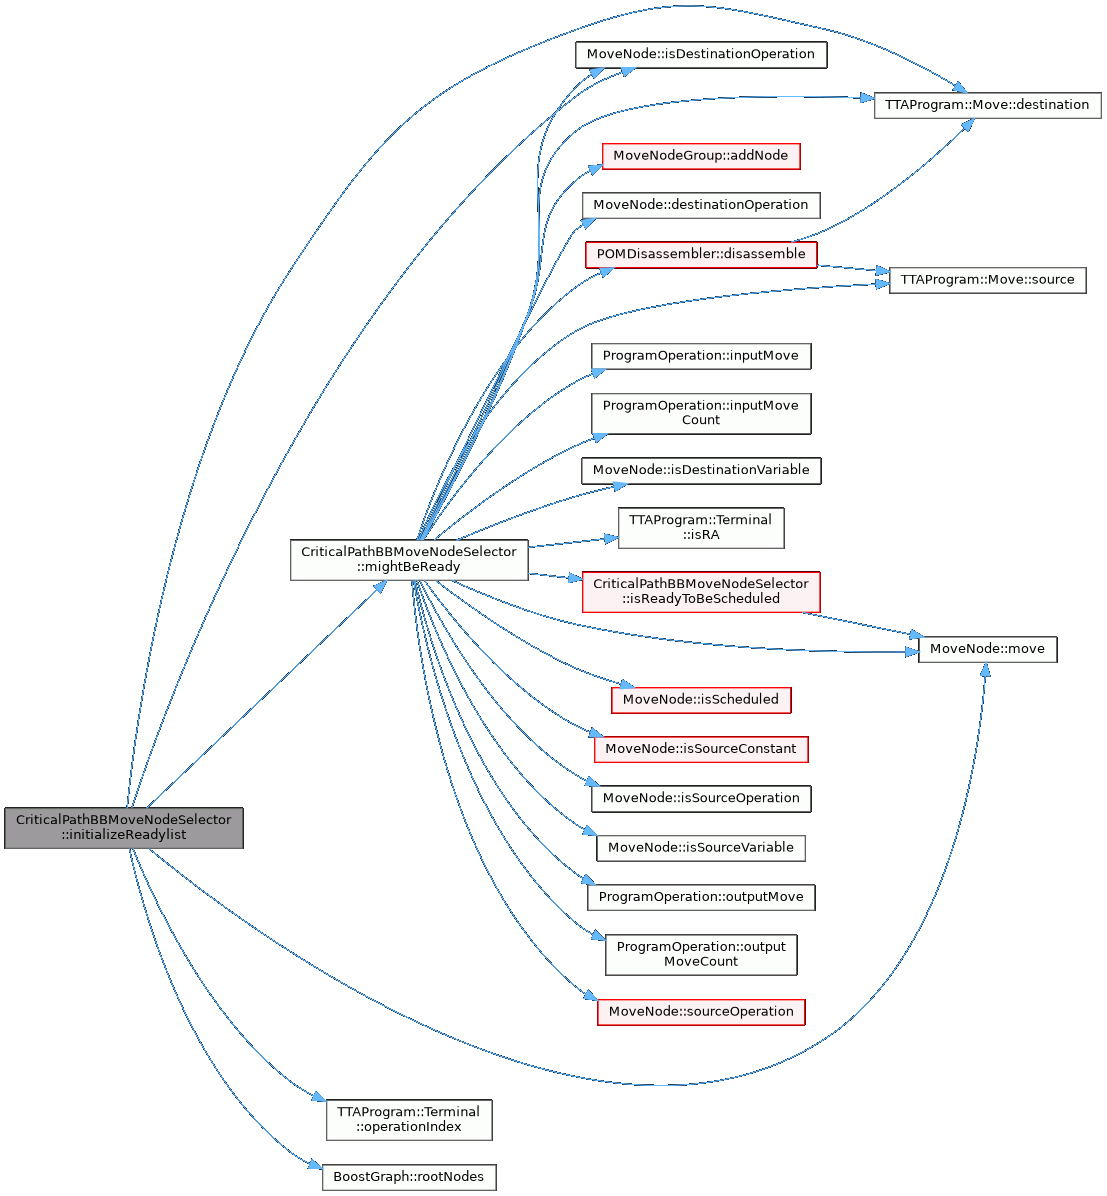 MoveNode::isDestinationOperation
TTAProgram::Move::destination
MoveNodeGroup::addNode
MoveNode::destinationOperation
POMDisassembler::disassemble
TTAProgram::Move::source
ProgramOperation::inputMove
ProgramOperation::inputMove
Count
MoveNode::isDestinationVariable
TTAProgram::Terminal
::isRA
CriticalPathBBMoveNodeSelector
::mightBeReady
CriticalPathBBMoveNodeSelector
::isReadyToBeScheduled
MoveNode::move
MoveNode::isScheduled
MoveNode::isSourceConstant
MoveNode::isSourceOperation
CriticalPathBBMoveNodeSelector
::initializeReadylist
MoveNode::isSourceVariable
ProgramOperation::outputMove
ProgramOperation::output
MoveCount
MoveNode::sourceOperation
TTAProgram::Terminal
::operationIndex
BoostGraph::rootNodes